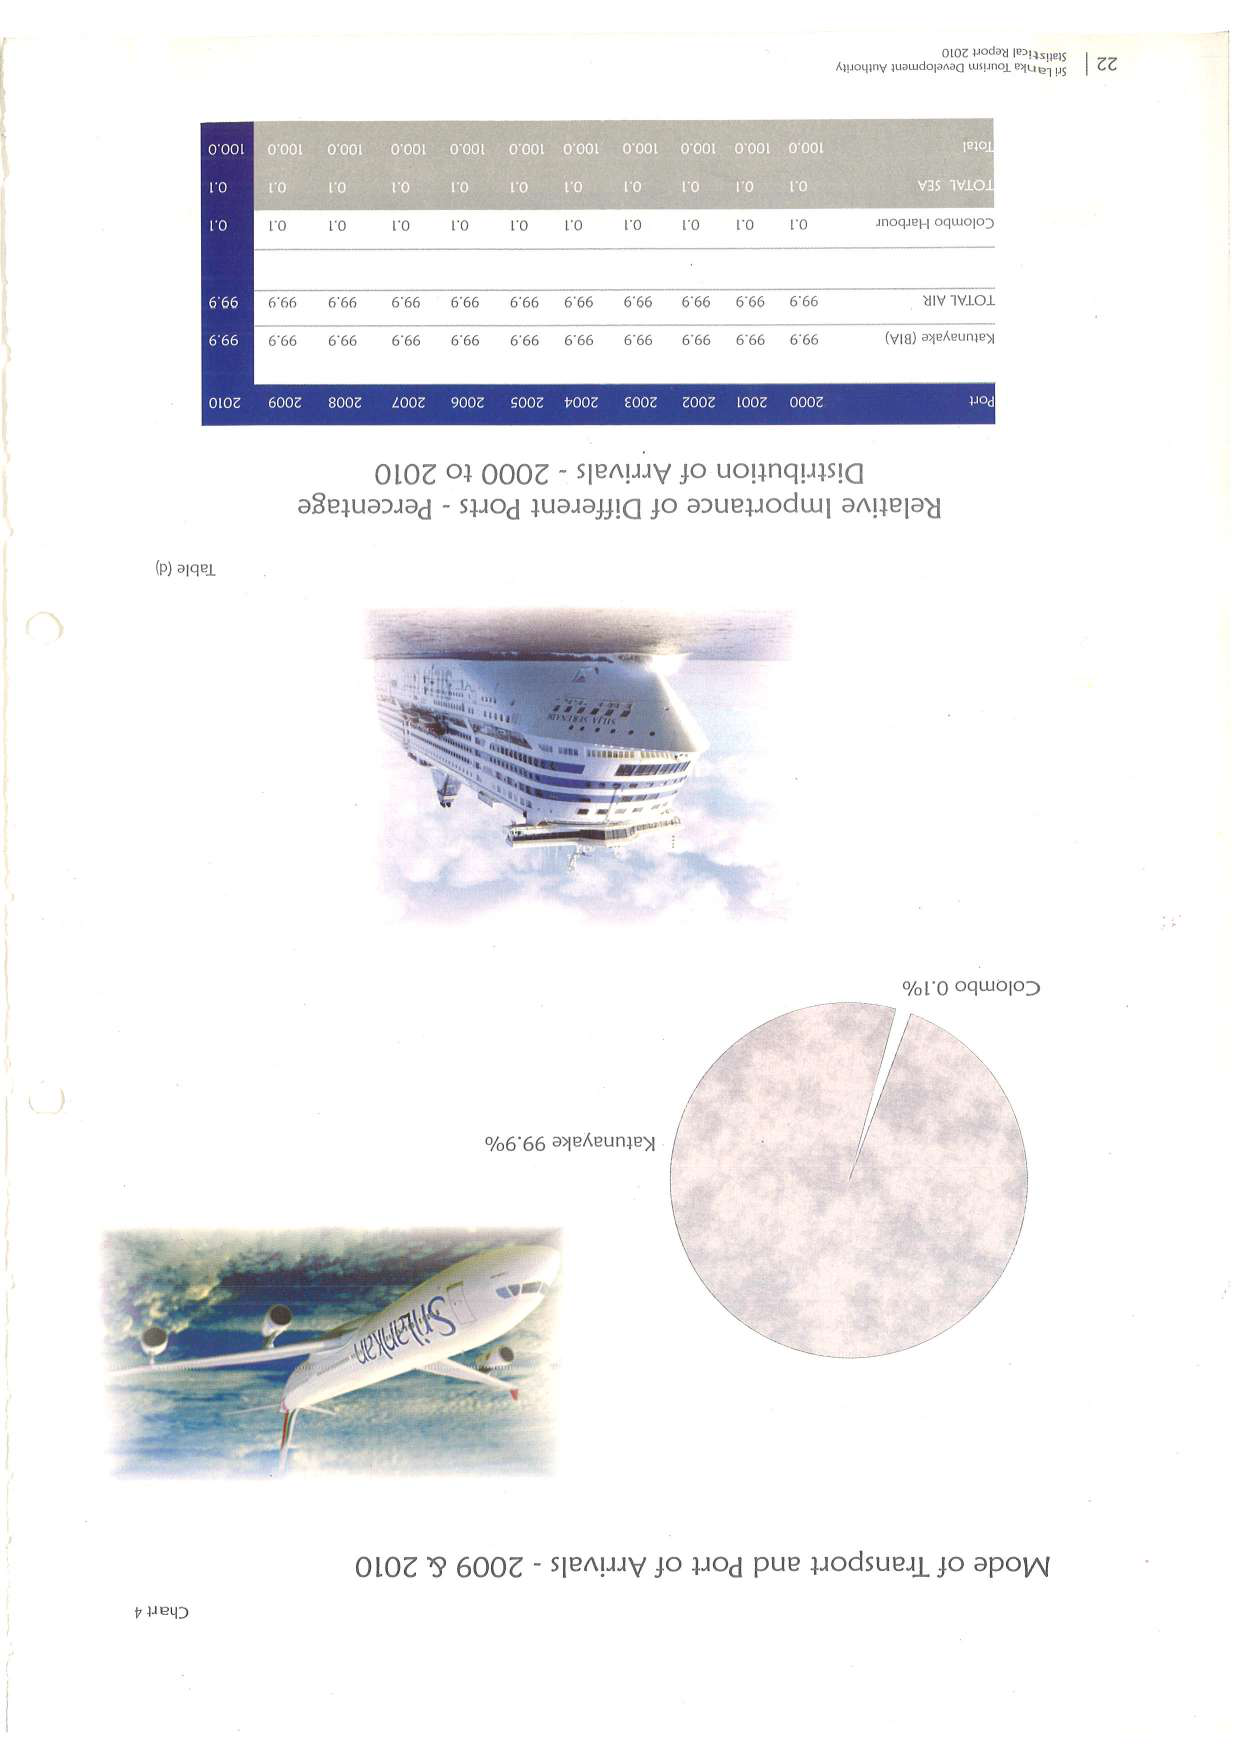 Chart 4
Mode of Transport and Port of Arrivals - 2009 & 2010
SriLankan
Katunayake 99.9%
Colombo 0.1%
SILJA SERENADE
Table (d)
Relative Importance of Different Ports - Percentage
Distribution of Arrivals - 2000 to 2010
Port 2000 2001 2002 2003 2004 2005 2006 2007 2008 2009 2010
Katunayake (BIA) 99.9 99.9 99.9 99.9 99.9 99.9 99.9 99.9 99.9 99.9 99.9
TOTAL AIR 99.9 99.9 99.9 99.9 99.9 99.9 99.9 99.9 99.9 99.9 99.9
Colombo Harbour 0.1 0.1 0.1 0.1 0.1 0.1 0.1 0.1 0.1 0.1 0.1
TOTAL SEA 0.1 0.1 0.1 0.1 0.1 0.1 0.1 0.1 0.1 0.1 0.1
Total 100.0 100.0 100.0 100.0 100.0 100.0 100.0 100.0 100.0 100.0 100.0
22 | Sri Lanka Tourism Development Authority
Statistical Report 2010